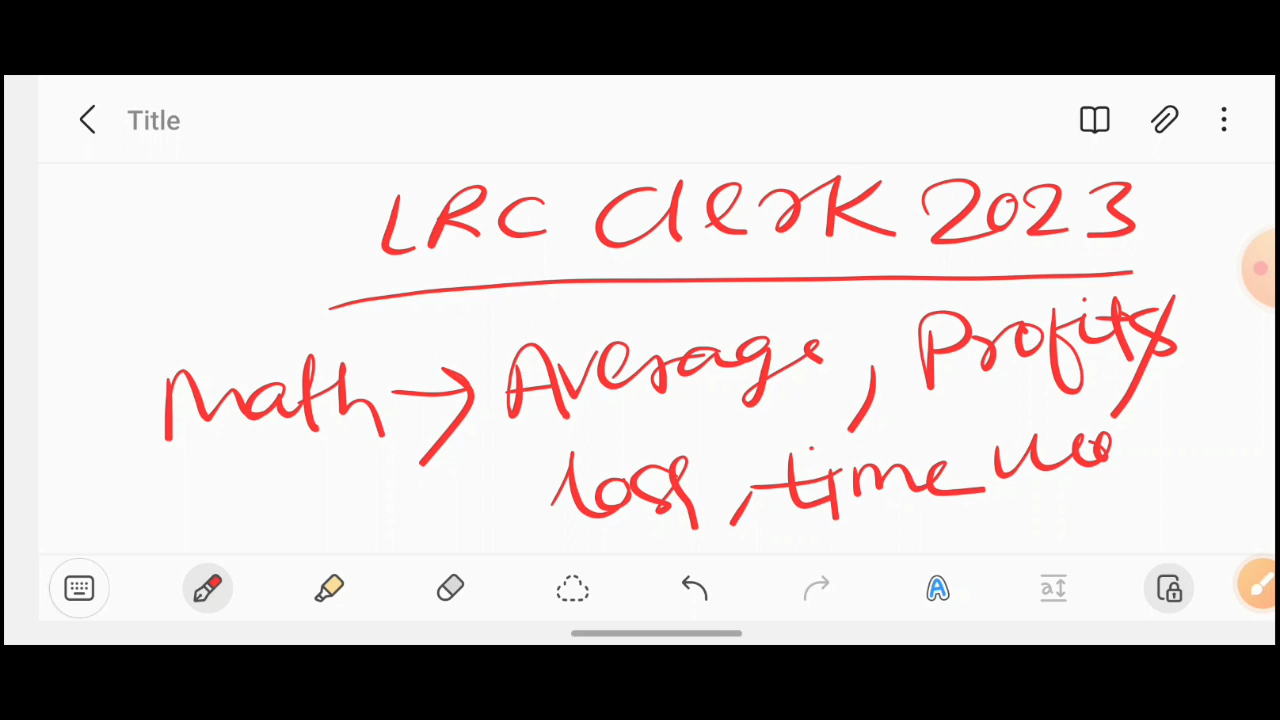 Title
LRC Clerk 2023
Math → Average, Profits/
loss, time